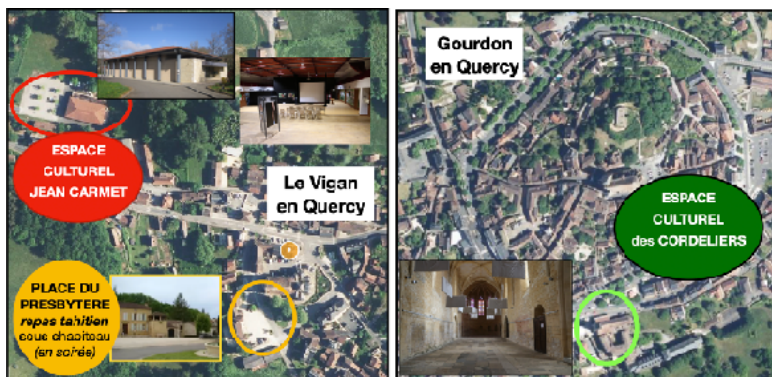 ESPACE
CULTUREL
JEAN CARMET
Le Vigan
en Quercy
PLACE DU
PRESBYTERE
repas tahitien
sous chapiteau
(en soirée)
Gourdon
en Quercy
ESPACE
CULTUREL
des CORDELIERS